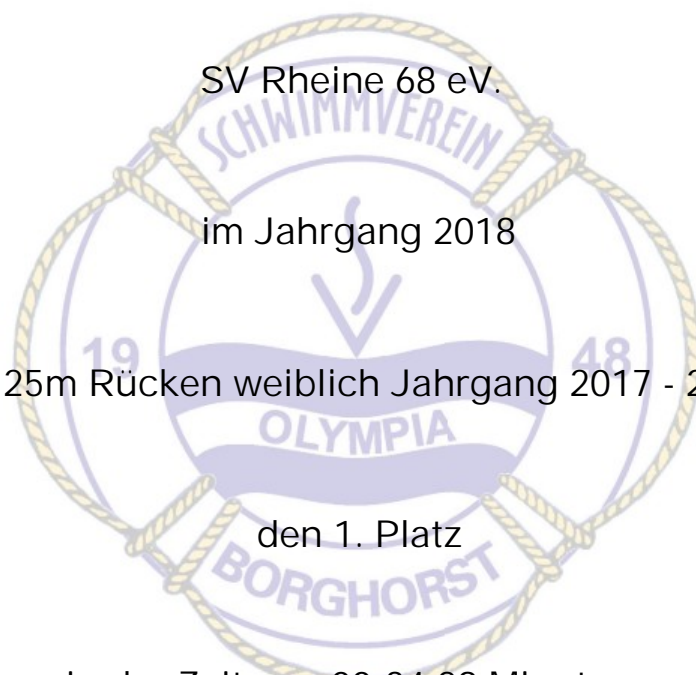 SV Rheine 68 eV.
SCHWIMMVEREIN
im Jahrgang 2018
19 48
25m Rücken weiblich Jahrgang 2017 - 2
OLYMPIA
den 1. Platz
BORGHORST